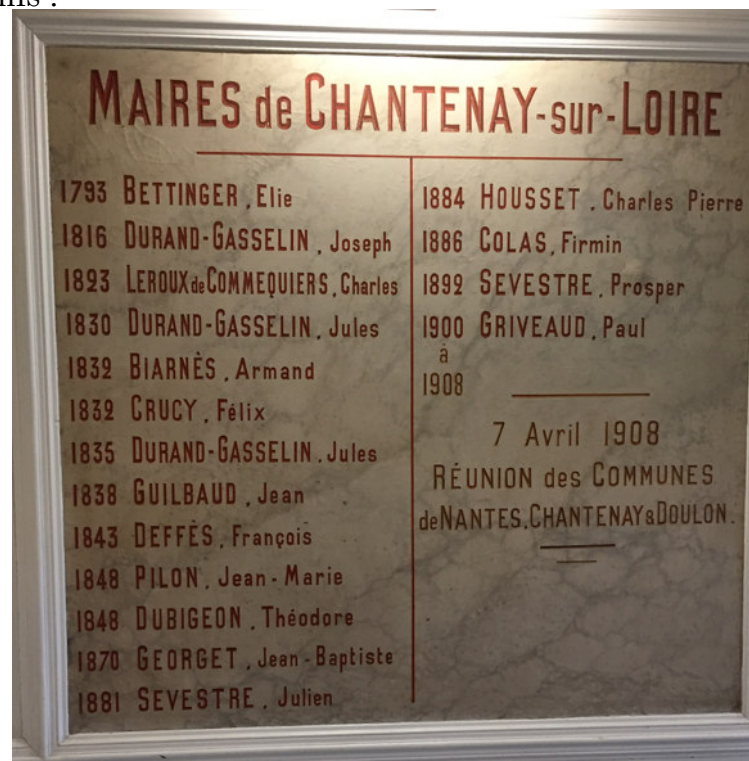 MAIRES de CHANTENAY-sur-LOIRE
1793 BETTINGER, Elie
1816 DURAND-GASSELIN, Joseph
1823 LEROUX de COMMEQUIERS, Charles
1830 DURAND-GASSELIN, Jules
1832 BIARNÈS, Armand
1832 CRUCY, Félix
1835 DURAND-GASSELIN, Jules
1838 GUILBAUD, Jean
1843 DEFFÈS, François
1848 PILON, Jean-Marie
1848 DUBIGEON, Théodore
1870 GEORGET, Jean-Baptiste
1881 SEVESTRE, Julien
1884 HOUSSET, Charles Pierre
1886 COLAS, Firmin
1892 SEVESTRE, Prosper
1900 GRIVEAUD, Paul
à
1908
7 Avril 1908
RÉUNION des COMMUNES
de NANTES, CHANTENAY & DOULON.